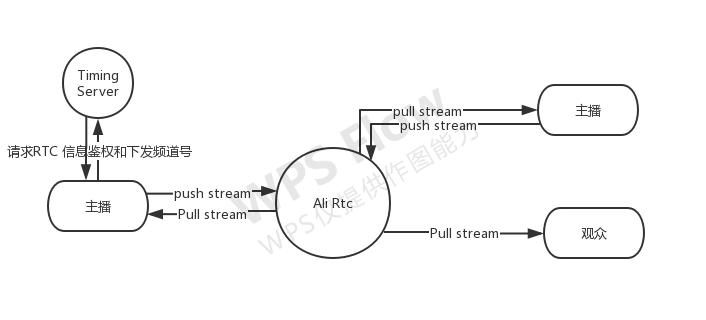 Timing
Server
请求RTC 信息鉴权和下发频道号
主播
push stream
Pull stream
Ali Rtc
pull stream
push stream
主播
Pull stream
观众
WPS Flow
WPS仅提供作图能力